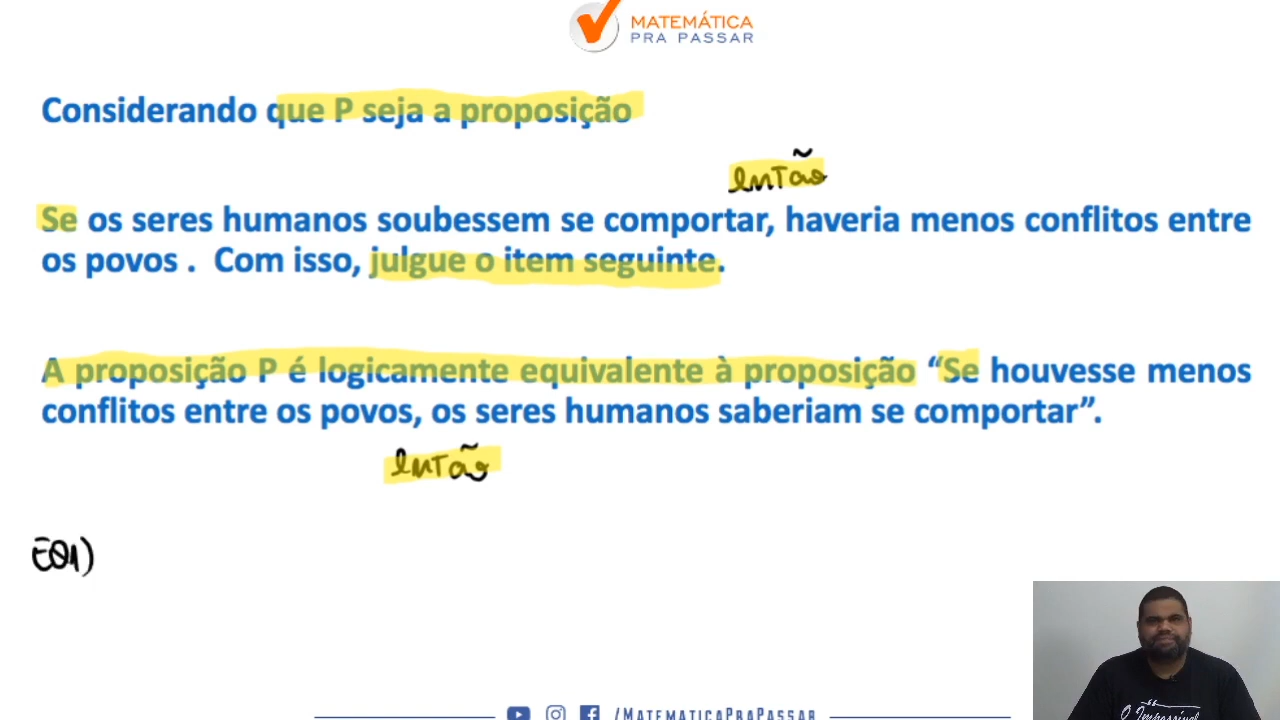 MATEMÁTICA
PRA PASSAR
Considerando que P seja a proposição
ENTÃO
Se os seres humanos soubessem se comportar, haveria menos conflitos entre
os povos . Com isso, julgue o item seguinte.
A proposição P é logicamente equivalente à proposição “Se houvesse menos
conflitos entre os povos, os seres humanos saberiam se comportar”.
ENTÃO
EQ1)
O Impossível
/MATEMATICAPRAPASSAR